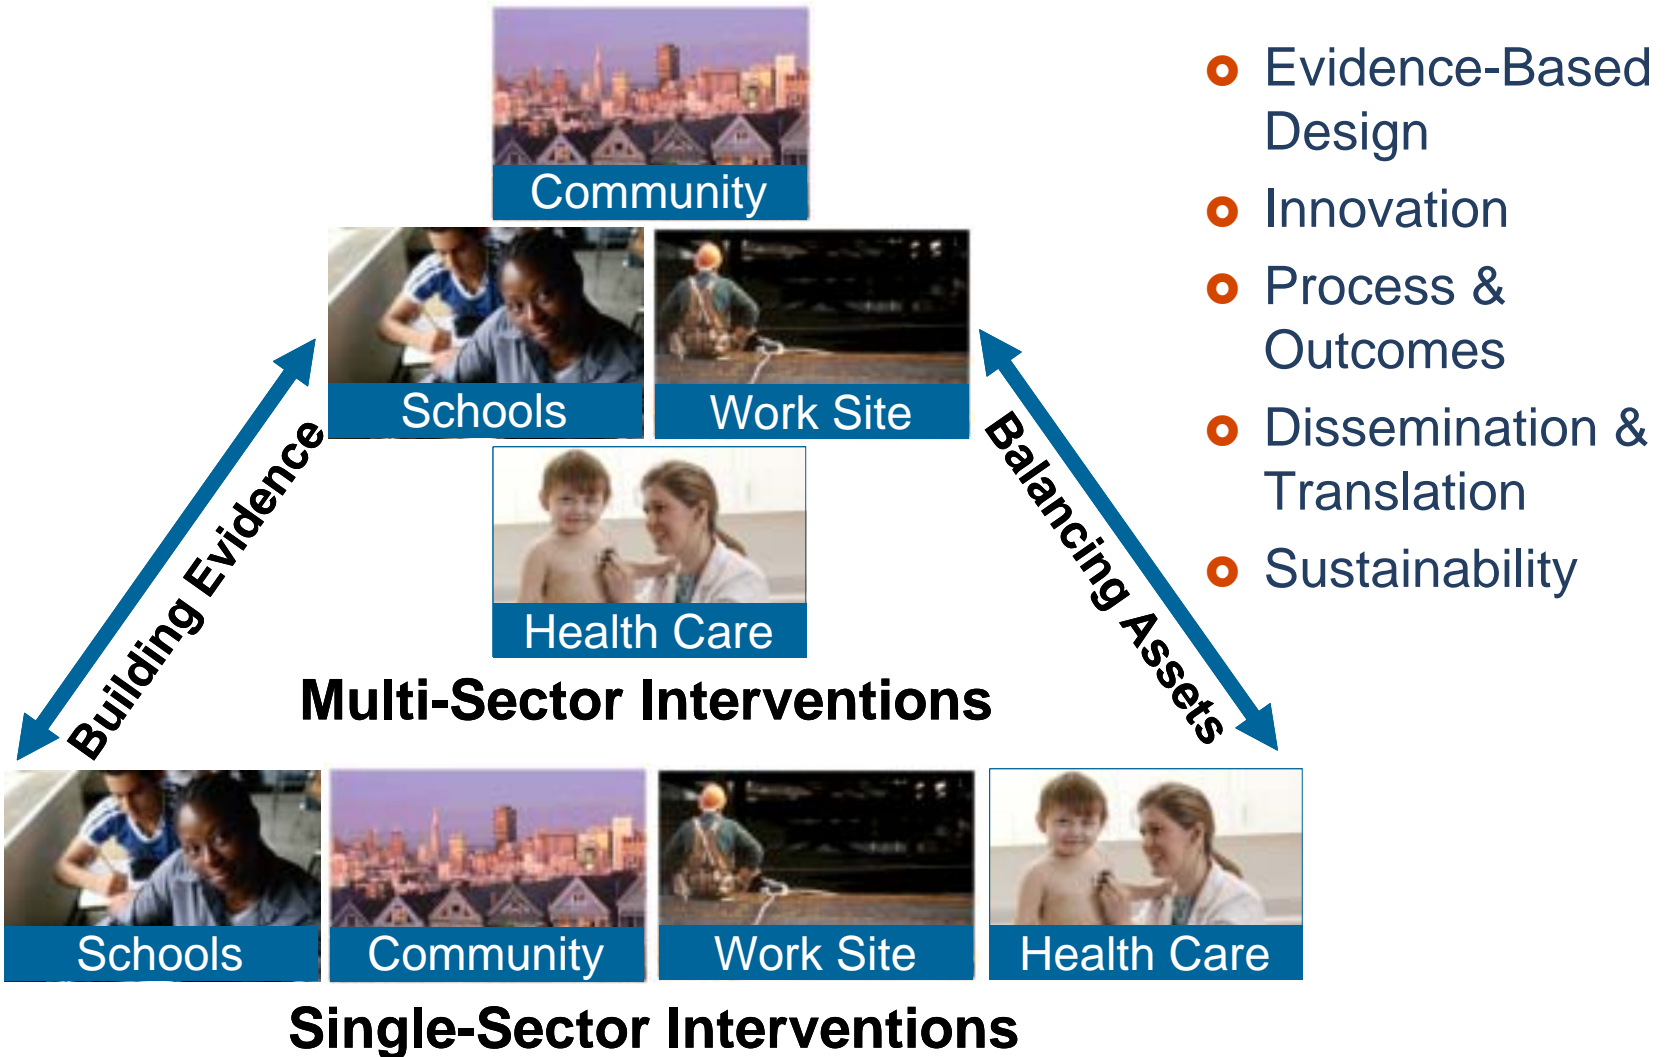 Community
Schools
Work Site
Health Care
Building Evidence
Balancing Assets
Multi-Sector Interventions
Schools
Community
Work Site
Health Care
Single-Sector Interventions
Evidence-Based
Design
Innovation
Process &
Outcomes
Dissemination &
Translation
Sustainability